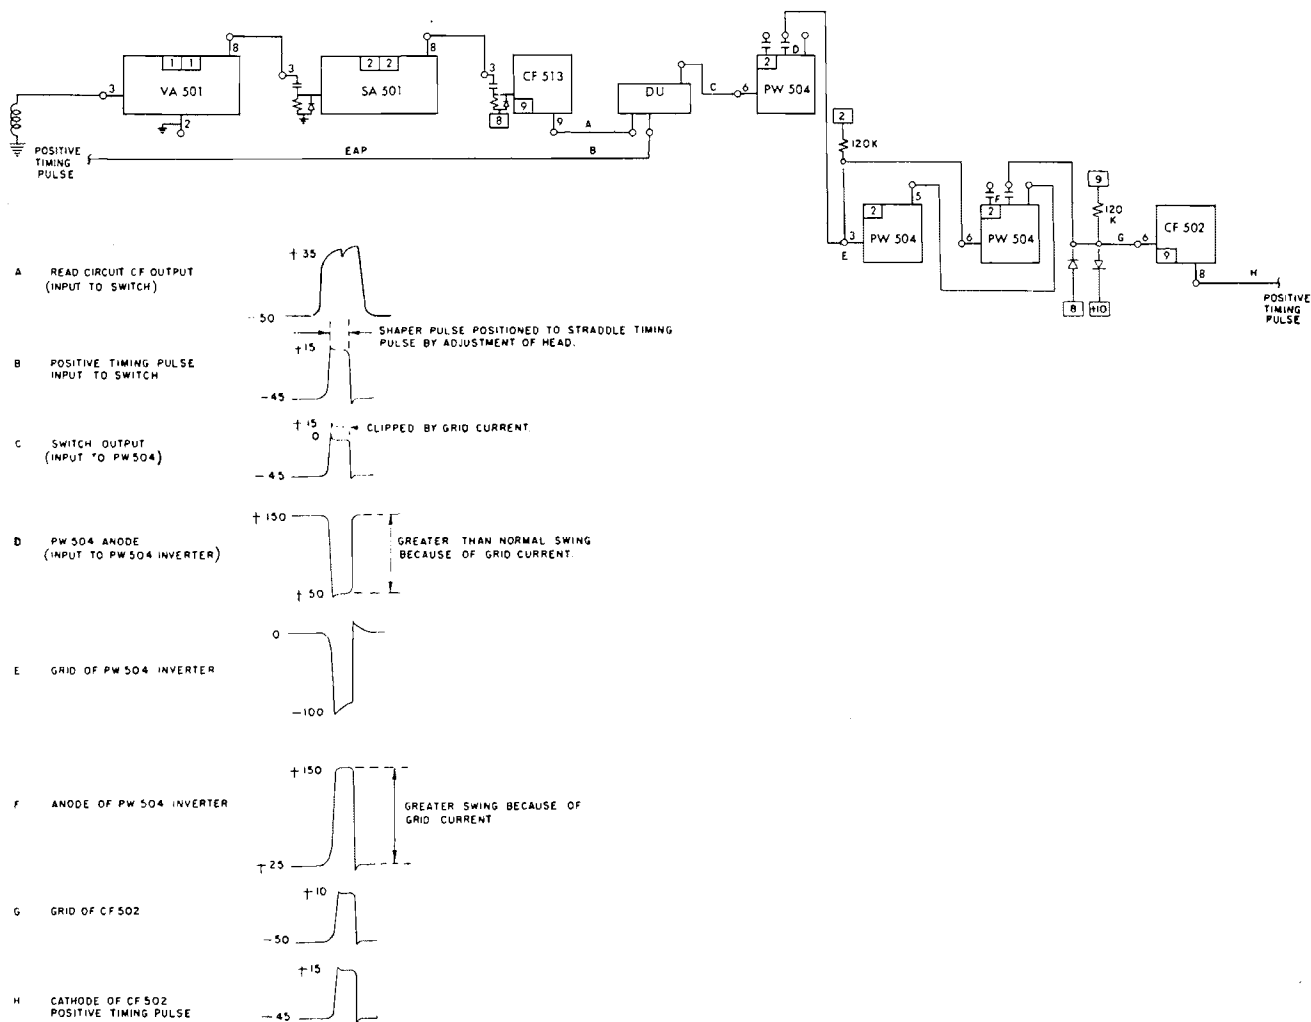 8
8
3
1 1
VA 501
2
3
2 2
SA 501
3
CF 513
9
8
9
A
DU
C
6
D
2
PW 504
POSITIVE
TIMING
PULSE
EAP
B
2
120K
3
E
2
PW 504
5
6
F
2
PW 504
9
120
K
G
6
CF 502
9
8
H
8
+10
POSITIVE
TIMING
PULSE
A READ CIRCUIT CF OUTPUT
(INPUT TO SWITCH)
+35
-50
SHAPER PULSE POSITIONED TO STRADDLE TIMING
PULSE BY ADJUSTMENT OF HEAD.
B POSITIVE TIMING PULSE
INPUT TO SWITCH
+15
-45
C SWITCH OUTPUT
(INPUT TO PW 504)
+15
0
CLIPPED BY GRID CURRENT.
-45
D PW 504 ANODE
(INPUT TO PW 504 INVERTER)
+150
GREATER THAN NORMAL SWING
BECAUSE OF GRID CURRENT.
+50
E GRID OF PW 504 INVERTER
0
-100
F ANODE OF PW 504 INVERTER
+150
GREATER SWING BECAUSE OF
GRID CURRENT
+25
G GRID OF CF 502
+10
-50
H CATHODE OF CF 502
POSITIVE TIMING PULSE
+15
-45